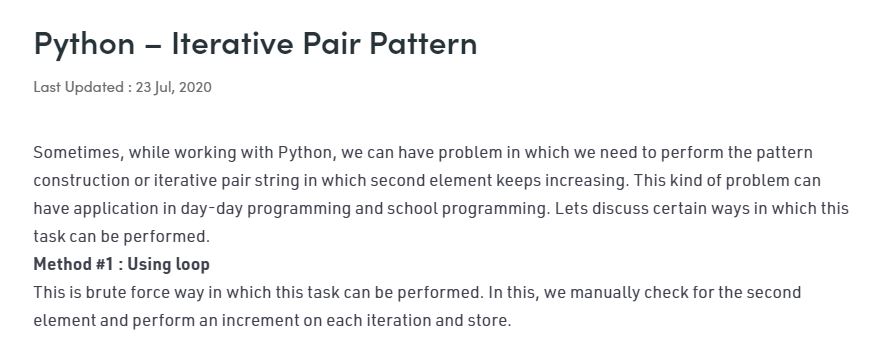 Python – Iterative Pair Pattern
Last Updated : 23 Jul, 2020
Sometimes, while working with Python, we can have problem in which we need to perform the pattern
construction or iterative pair string in which second element keeps increasing. This kind of problem can
have application in day-day programming and school programming. Lets discuss certain ways in which this
task can be performed.
Method #1 : Using loop
This is brute force way in which this task can be performed. In this, we manually check for the second
element and perform an increment on each iteration and store.